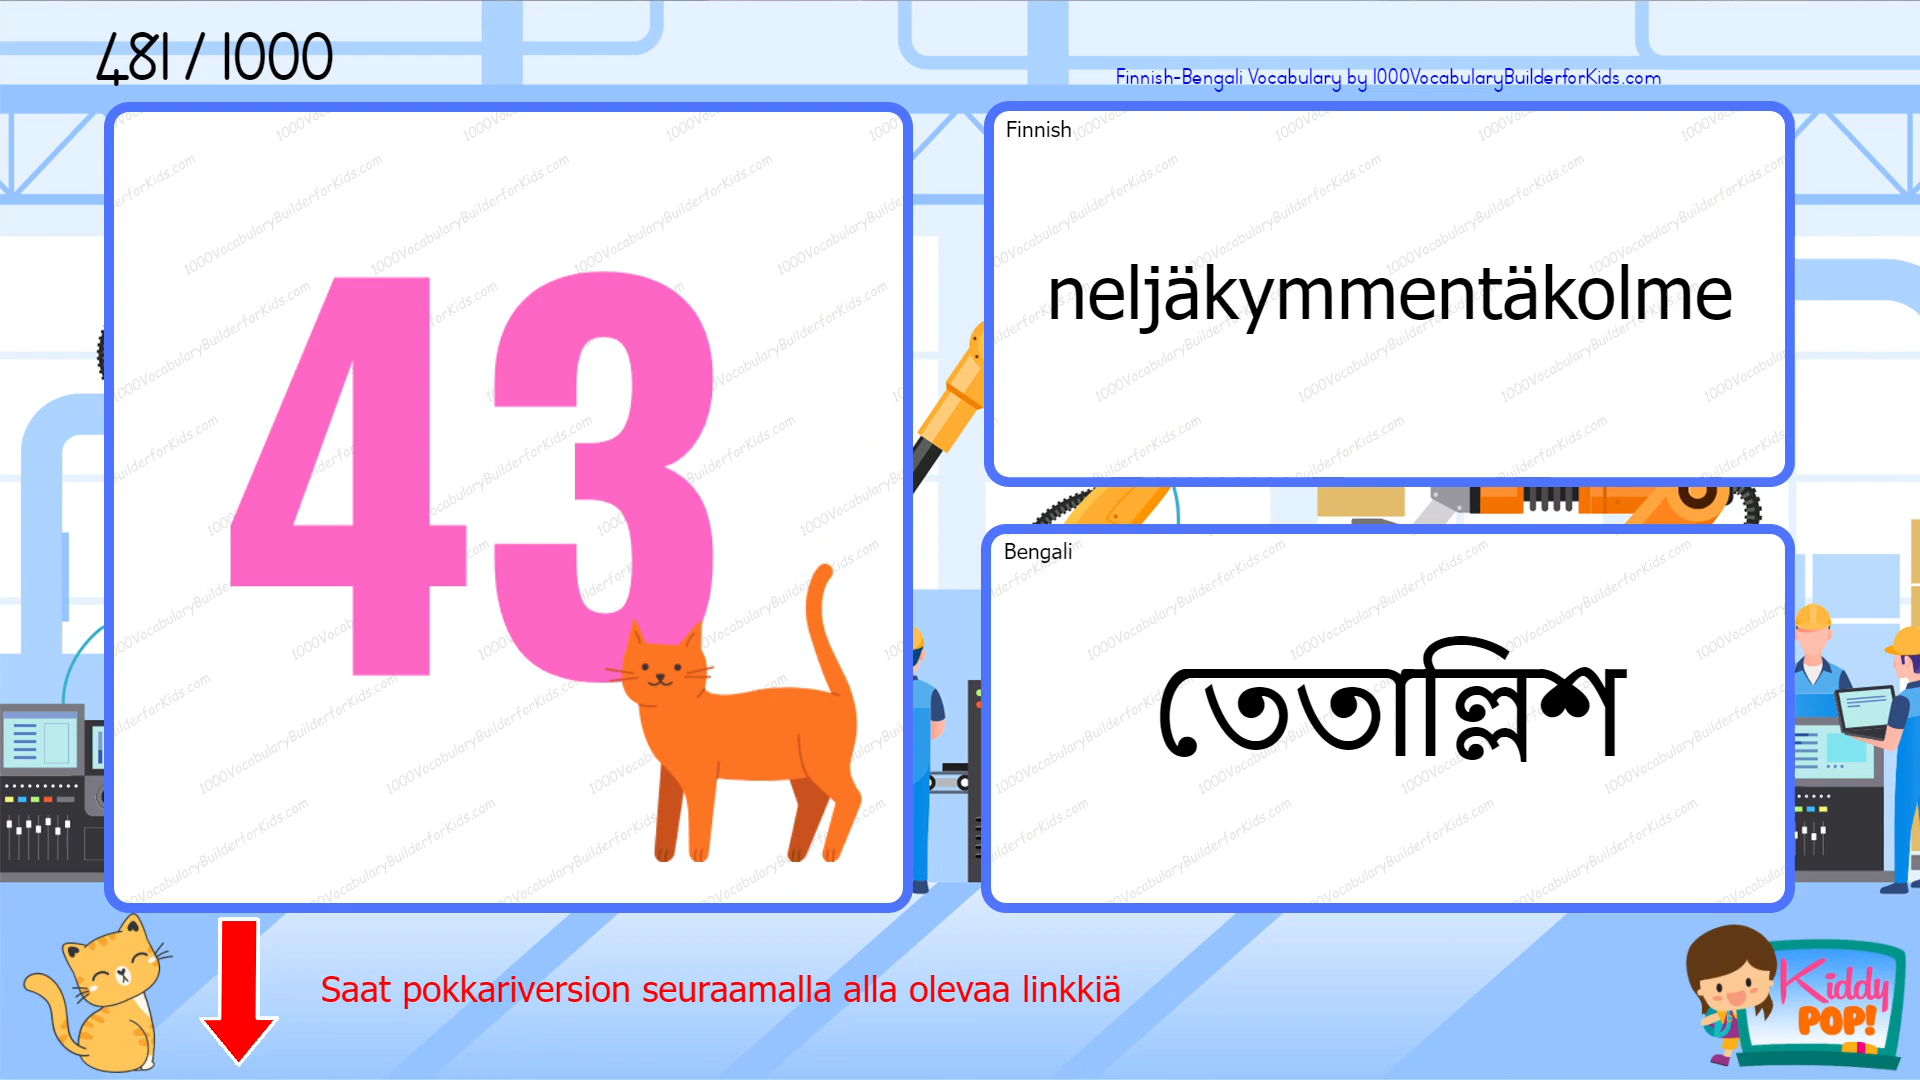 481 / 1000
Finnish-Bengali Vocabulary by 1000VocabularyBuilderforKids.com
43
Finnish
neljäkymmentäkolme
Bengali
তেতাল্লিশ
Saat pokkariversion seuraamalla alla olevaa linkkiä
Kiddy
POP!